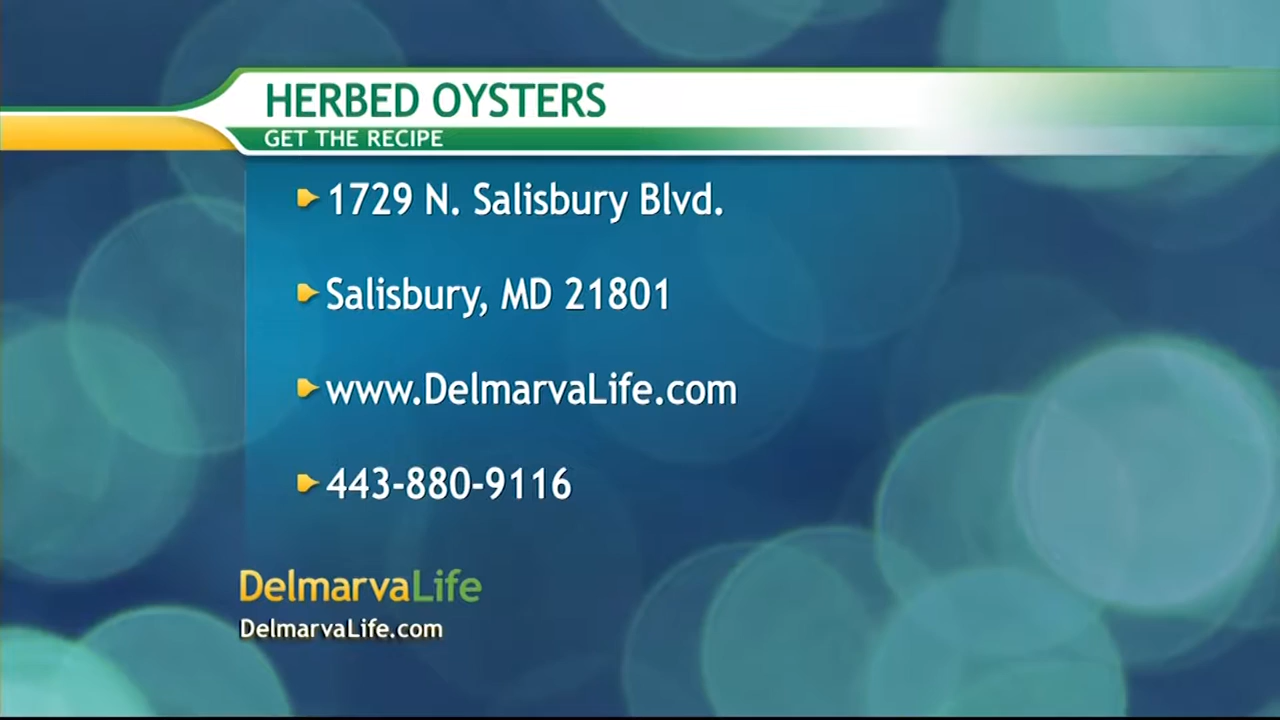 HERBED OYSTERS
GET THE RECIPE
1729 N. Salisbury Blvd.
Salisbury, MD 21801
www.DelmarvaLife.com
443-880-9116
DelmarvaLife
DelmarvaLife.com